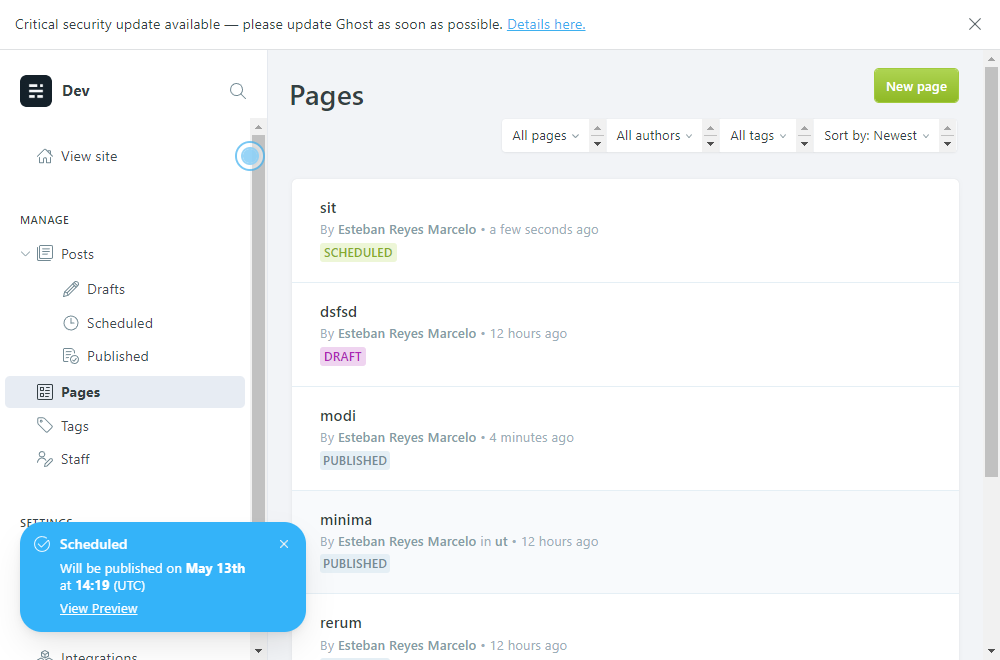 Critical security update available — please update Ghost as soon as possible. Details here.
Dev
View site
MANAGE
Posts
Drafts
Scheduled
Published
Pages
Tags
Staff
SETTINGS
Scheduled
Will be published on May 13th
at 14:19 (UTC)
View Preview
Integrations
Pages
New page
All pages
All authors
All tags
Sort by: Newest
sit
By Esteban Reyes Marcelo • a few seconds ago
SCHEDULED
dsfsd
By Esteban Reyes Marcelo • 12 hours ago
DRAFT
modi
By Esteban Reyes Marcelo • 4 minutes ago
PUBLISHED
minima
By Esteban Reyes Marcelo in ut • 12 hours ago
PUBLISHED
rerum
By Esteban Reyes Marcelo • 12 hours ago